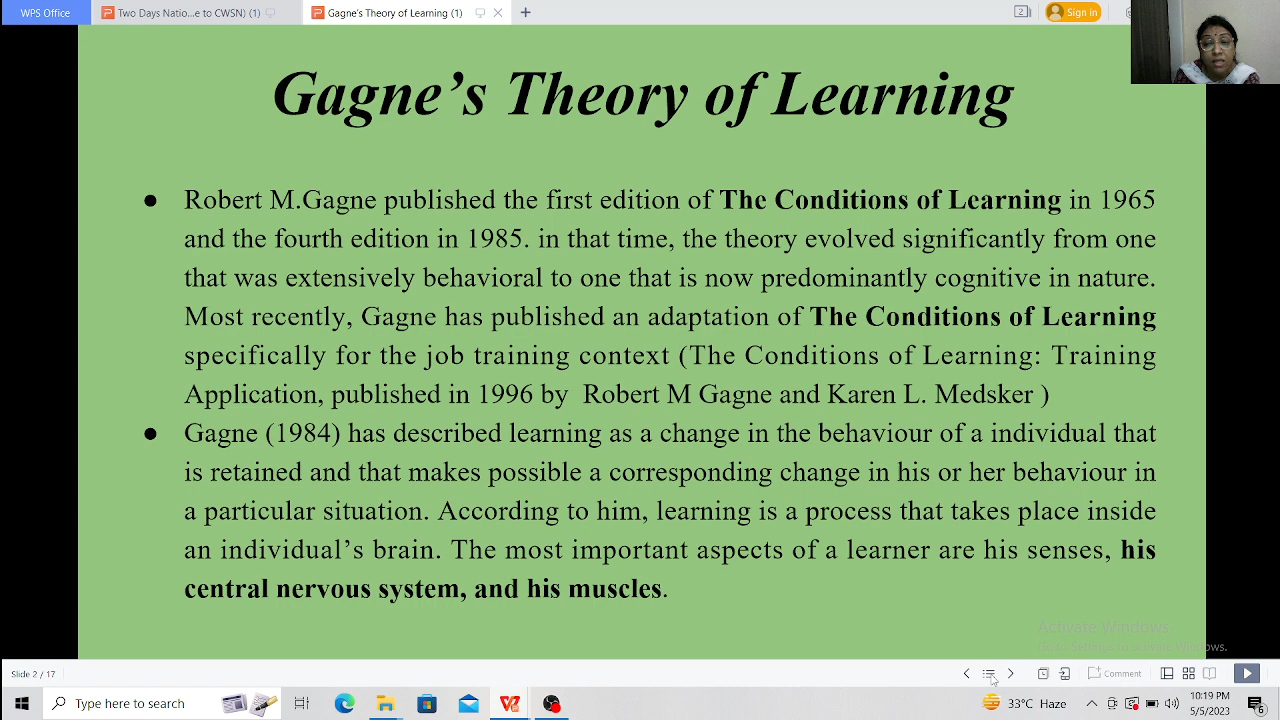 WPS Office
Two Days Natio...e to CWSN) (1)
Gagne's Theory of Learning (1)
2
Sign in
Gagne's Theory of Learning
● Robert M.Gagne published the first edition of The Conditions of Learning in 1965
and the fourth edition in 1985. in that time, the theory evolved significantly from one
that was extensively behavioral to one that is now predominantly cognitive in nature.
Most recently, Gagne has published an adaptation of The Conditions of Learning
specifically for the job training context (The Conditions of Learning: Training
Application, published in 1996 by Robert M Gagne and Karen L. Medsker )
● Gagne (1984) has described learning as a change in the behaviour of a individual that
is retained and that makes possible a corresponding change in his or her behaviour in
a particular situation. According to him, learning is a process that takes place inside
an individual's brain. The most important aspects of a learner are his senses, his
central nervous system, and his muscles.
Activate Windows
Go to Settings to activate Windows.
Slide 2 / 17
Comment
Type here to search
33°C Haze
10:19 PM
5/5/2023
6